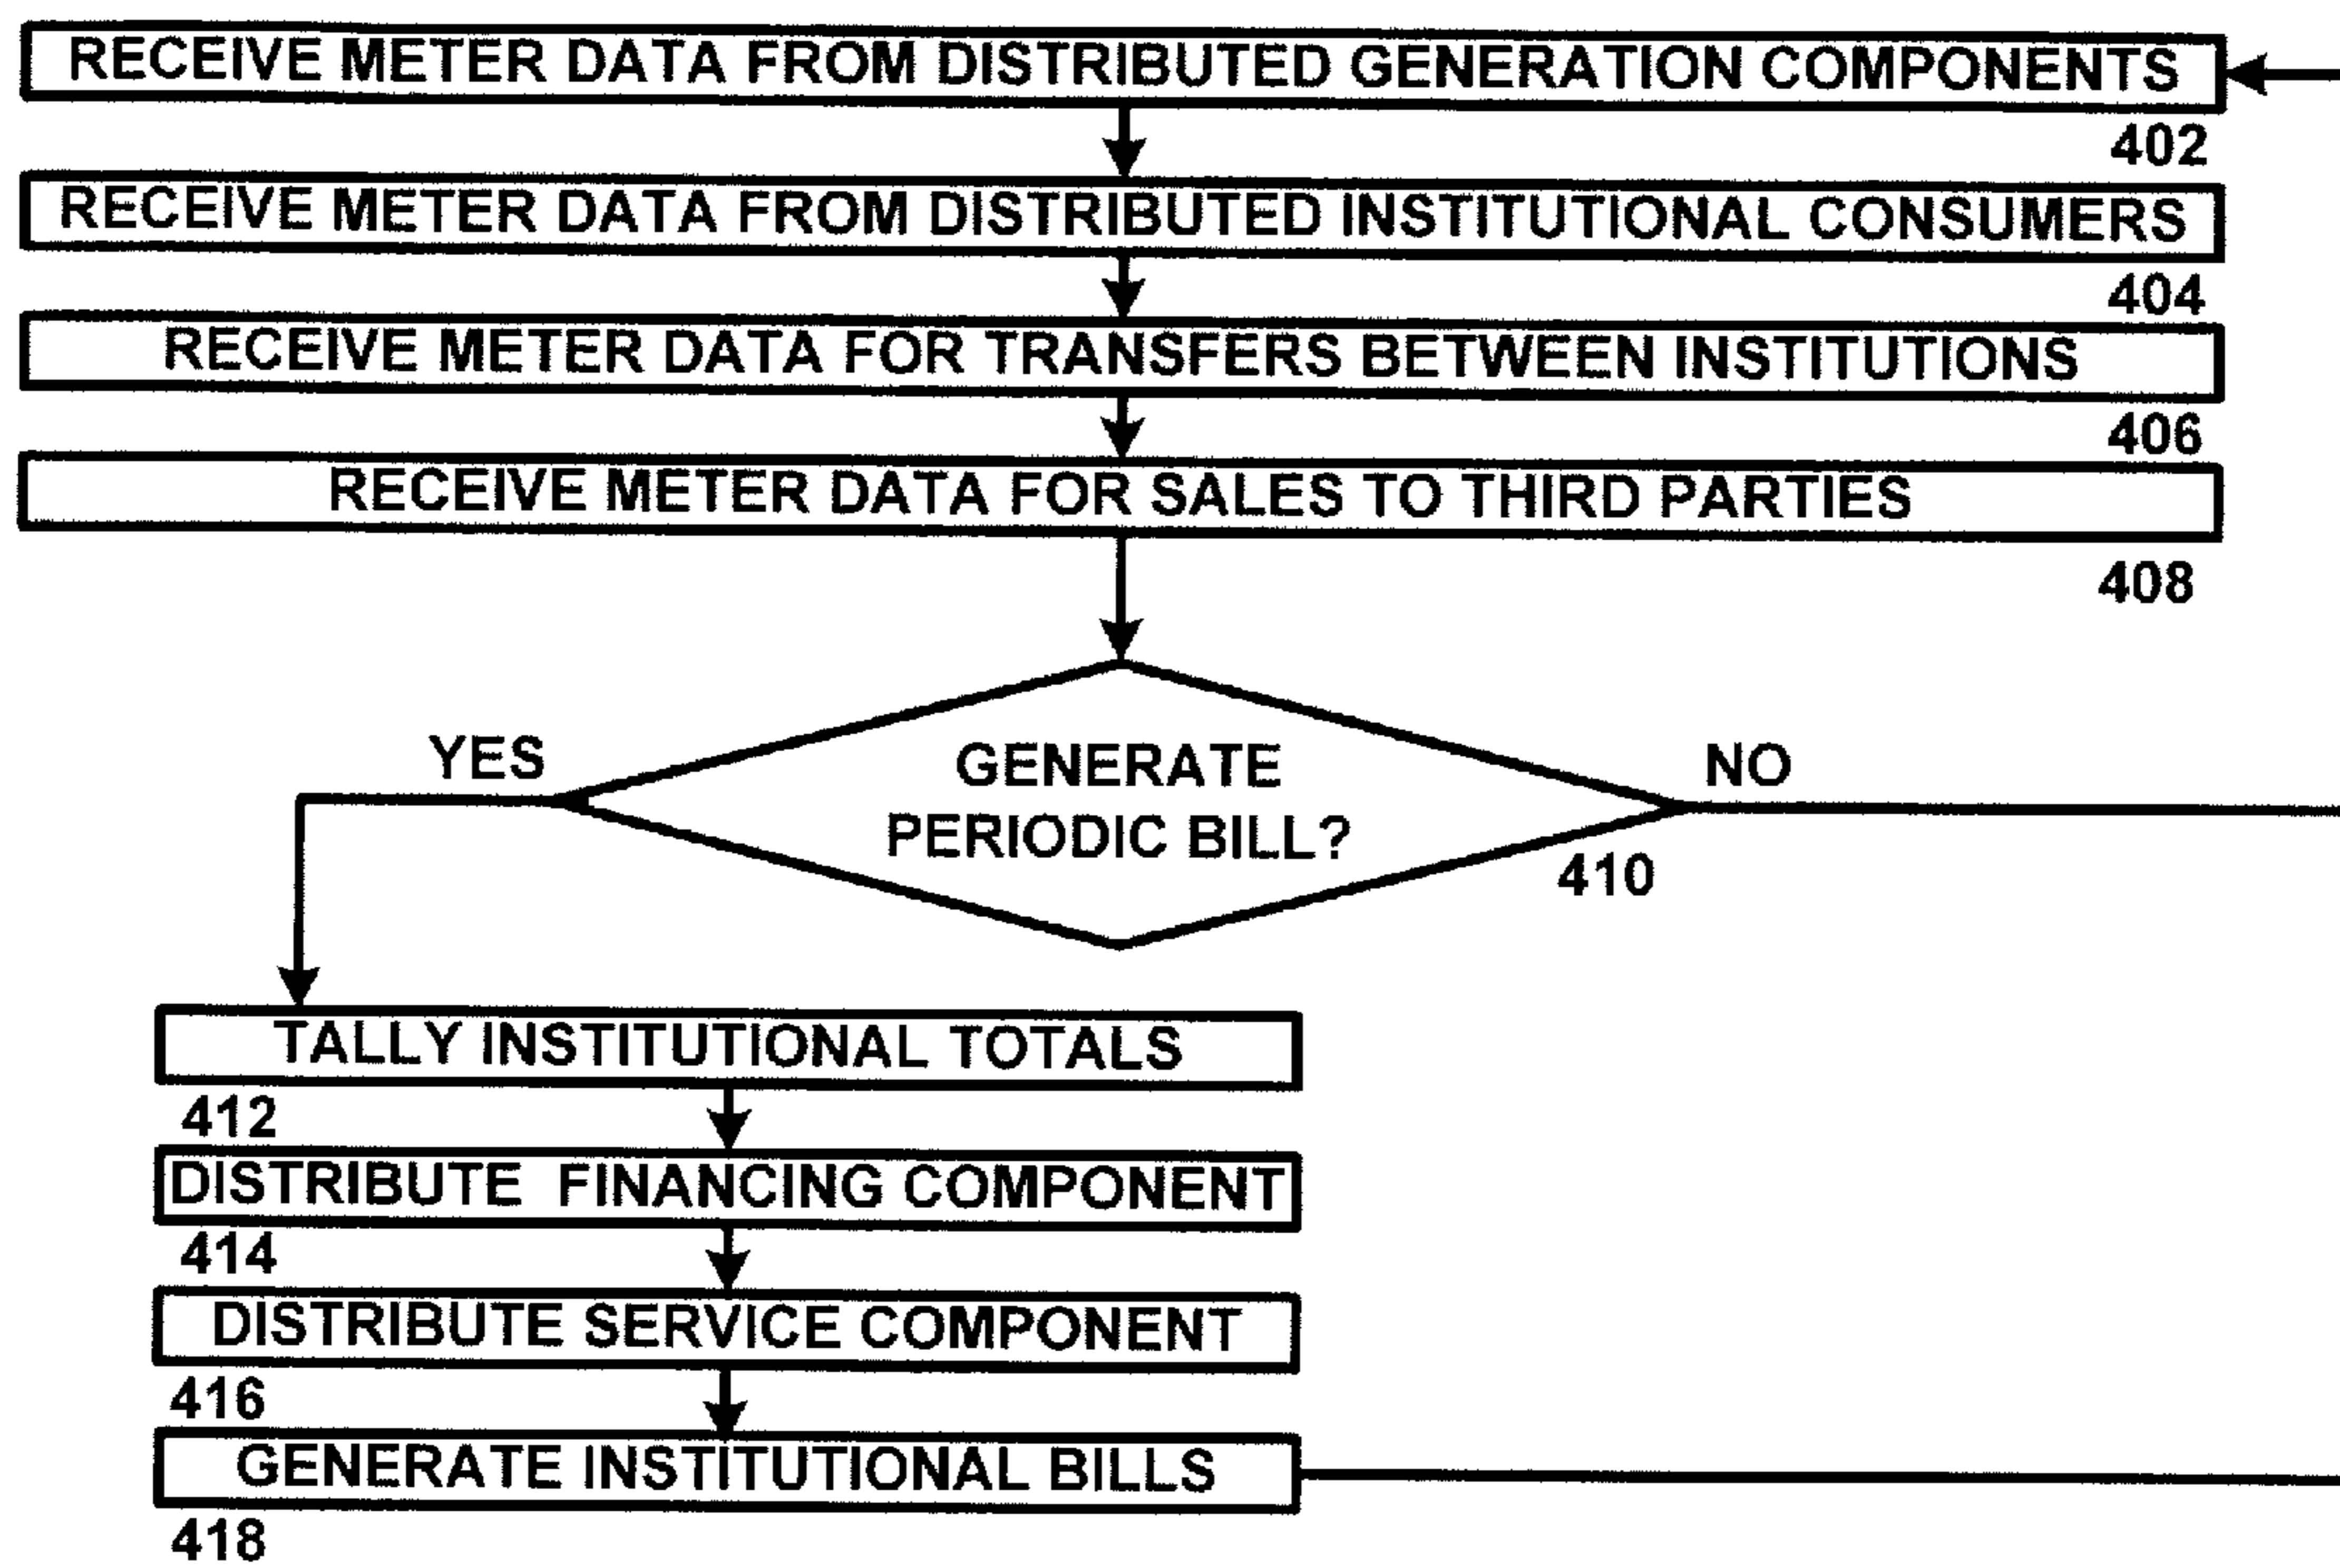 RECEIVE METER DATA FROM DISTRIBUTED GENERATION COMPONENTS
402
RECEIVE METER DATA FROM DISTRIBUTED INSTITUTIONAL CONSUMERS
404
RECEIVE METER DATA FOR TRANSFERS BETWEEN INSTITUTIONS
406
RECEIVE METER DATA FOR SALES TO THIRD PARTIES
408
YES
GENERATE
PERIODIC BILL?
NO
410
TALLY INSTITUTIONAL TOTALS
412
DISTRIBUTE FINANCING COMPONENT
414
DISTRIBUTE SERVICE COMPONENT
416
GENERATE INSTITUTIONAL BILLS
418